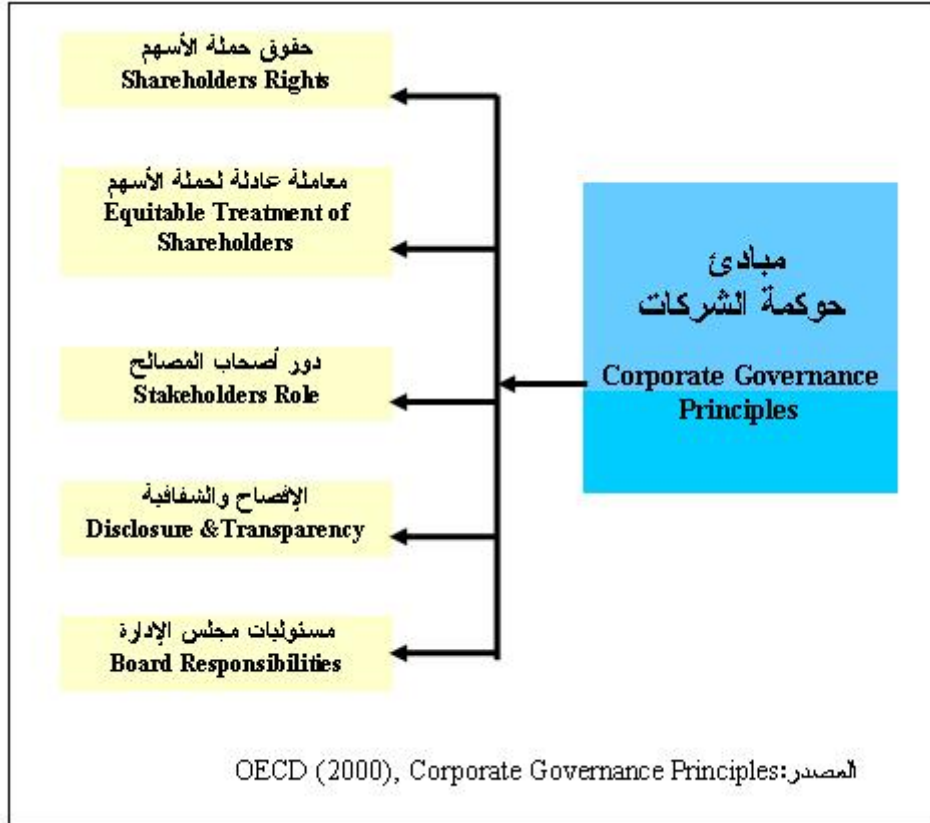 حقوق حملة الأسهم
Shareholders Rights
معاملة عادلة لحملة الأسهم
Equitable Treatment of
Shareholders
دور أصحاب المصالح
Stakeholders Role
الإفصاح والشفافية
Disclosure &Transparency
مسئوليات مجلس الإدارة
Board Responsibilities
مبادئ
حوكمة الشركات
Corporate Governance
Principles
المصدر:OECD (2000), Corporate Governance Principles